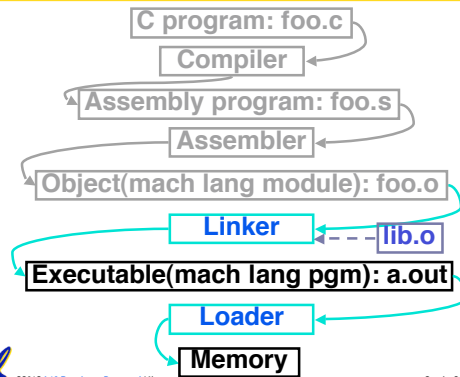 C program: foo.c
Compiler
Assembly program: foo.s
Assembler
Object(mach lang module): foo.o
Linker
lib.o
Executable(mach lang pgm): a.out
Loader
Memory